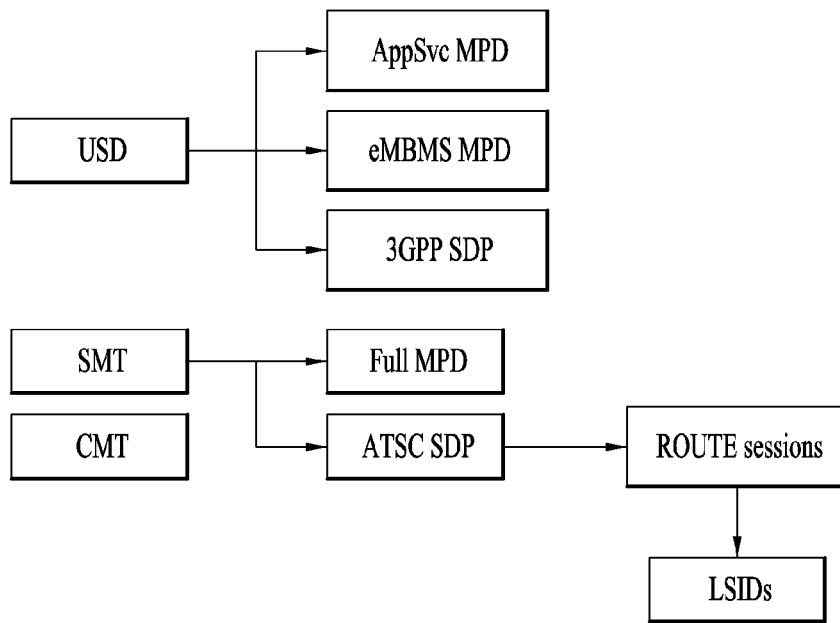 AppSvc MPD
USD
eMBMS MPD
3GPP SDP
SMT
Full MPD
CMT
ATSC SDP
ROUTE sessions
LSIDs